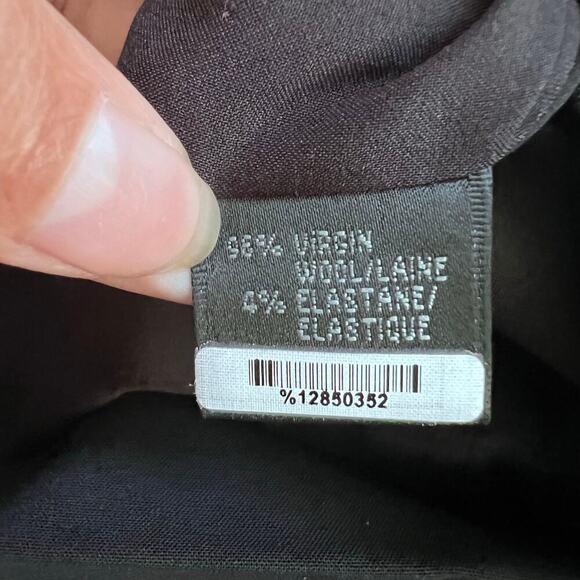 96% VIRGIN
WOOL/LAINE
4% ELASTANE/
ELASTIQUE
%12850352